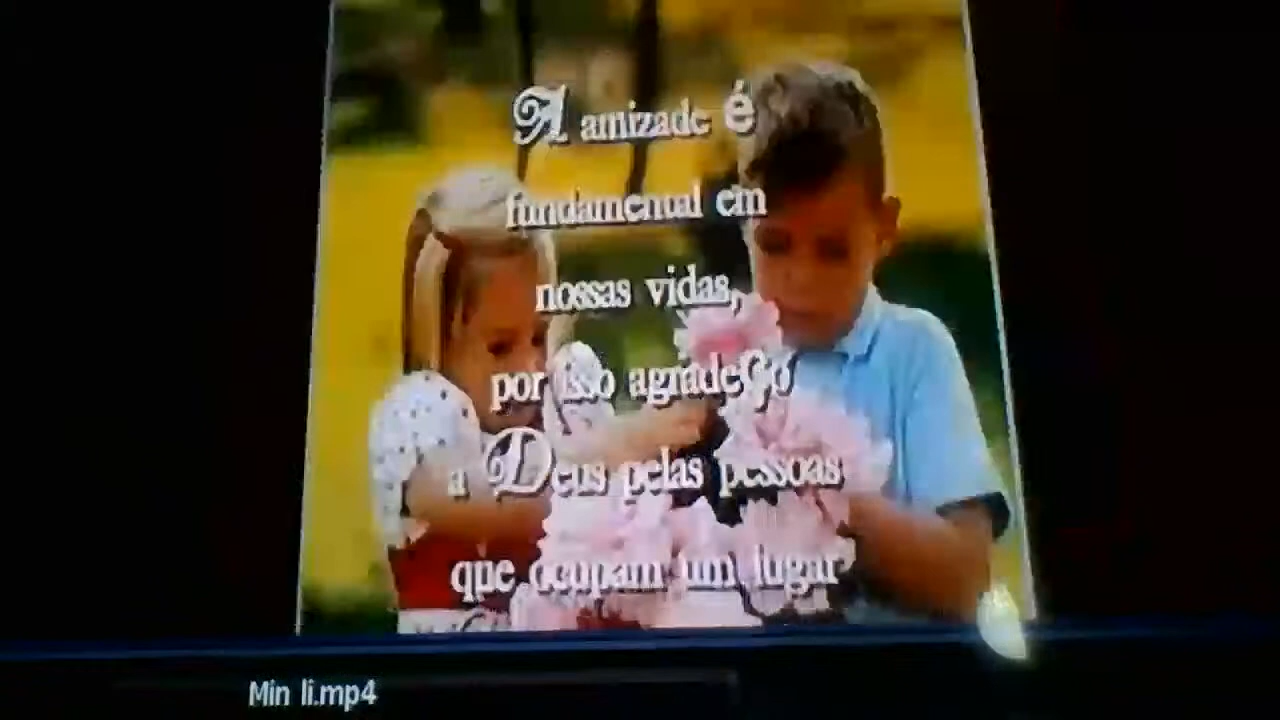 A amizade é
fundamental em
nossas vidas,
por isso agradeço
a Deus pelas pessoas
que ocupam um lugar
Min li.mp4